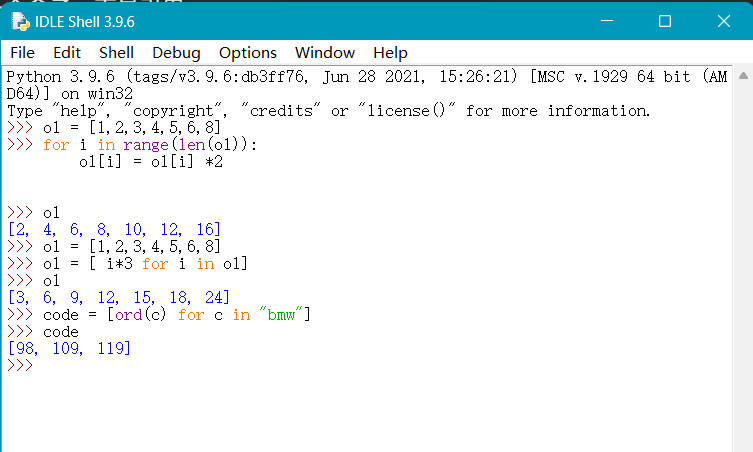 IDLE Shell 3.9.6
File Edit Shell Debug Options Window Help
Python 3.9.6 (tags/v3.9.6:db3ff76, Jun 28 2021, 15:26:21) [MSC v.1929 64 bit (AM
D64)] on win32
Type "help", "copyright", "credits" or "license()" for more information.
>>> o1 = [1,2,3,4,5,6,8]
>>> for i in range(len(o1)):
        o1[i] = o1[i] *2
>>> o1
[2, 4, 6, 8, 10, 12, 16]
>>> o1 = [1,2,3,4,5,6,8]
>>> o1 = [ i*3 for i in o1]
>>> o1
[3, 6, 9, 12, 15, 18, 24]
>>> code = [ord(c) for c in "bmw"]
>>> code
[98, 109, 119]
>>>